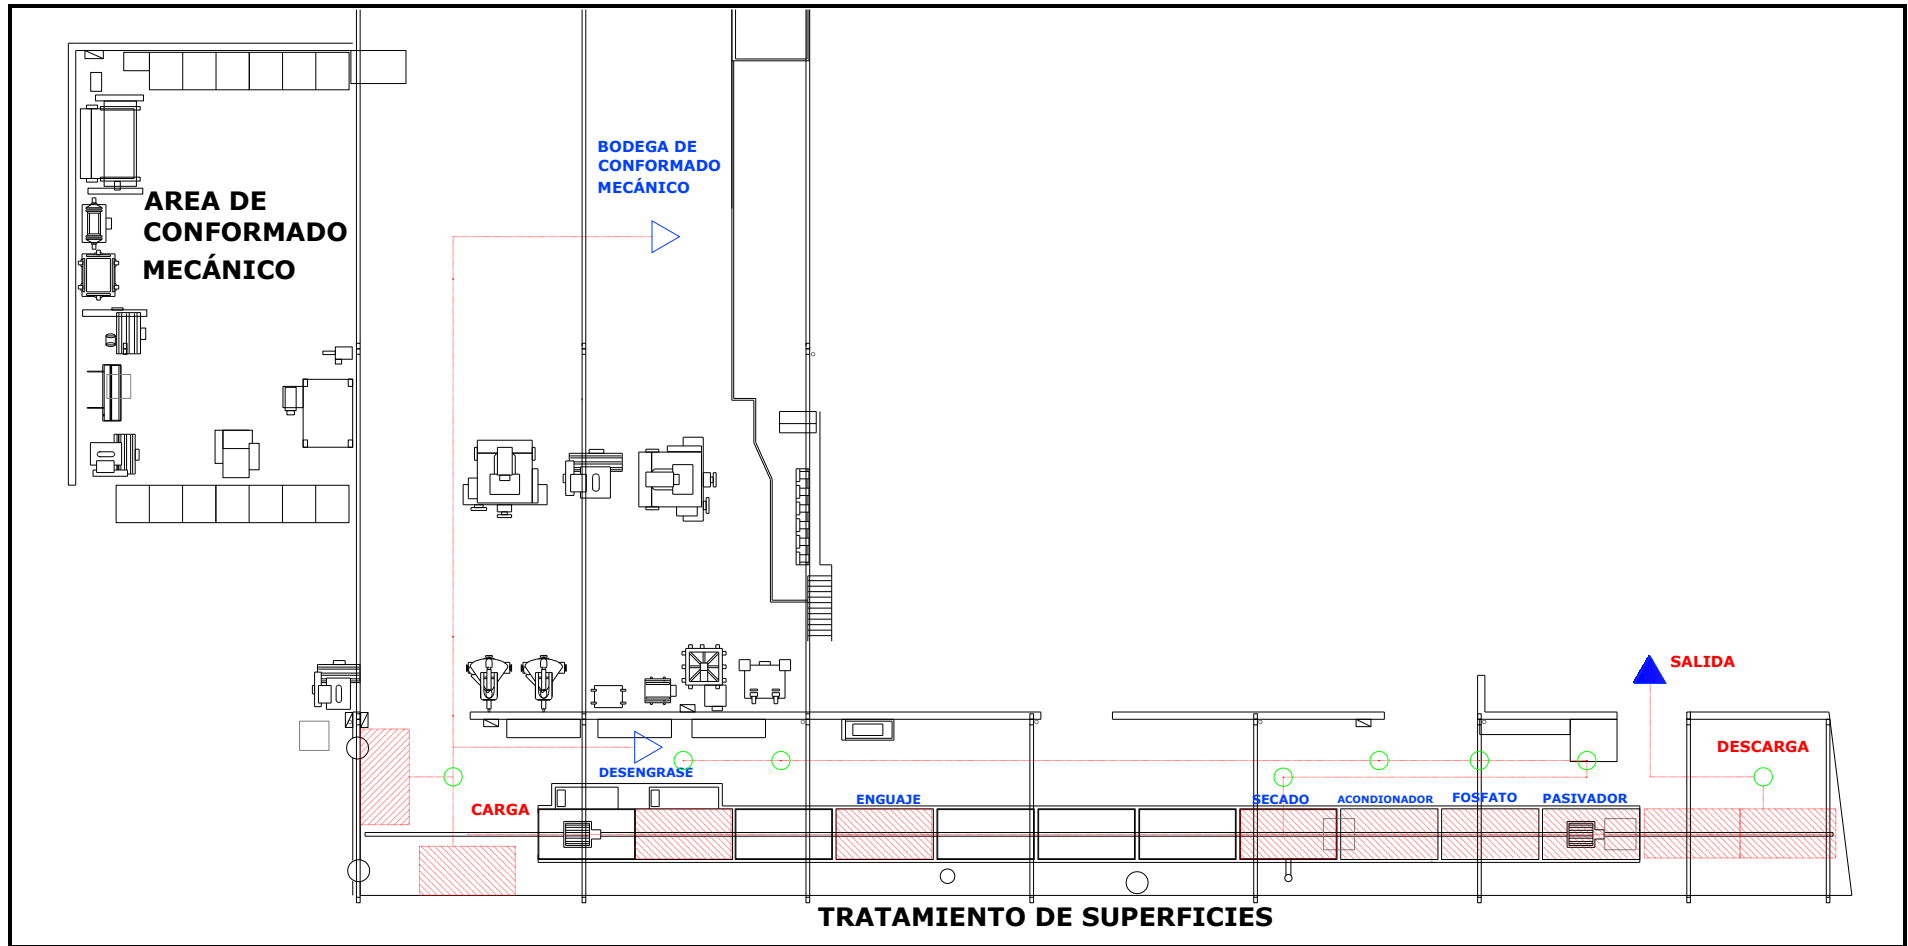 BODEGA DE
CONFORMADO
MECÁNICO
AREA DE
CONFORMADO
MECÁNICO
SALIDA
DESCARGA
DESENGRASE
CARGA
ENGUAJE
SECADO
ACONDIONADOR
FOSFATO
PASIVADOR
TRATAMIENTO DE SUPERFICIES